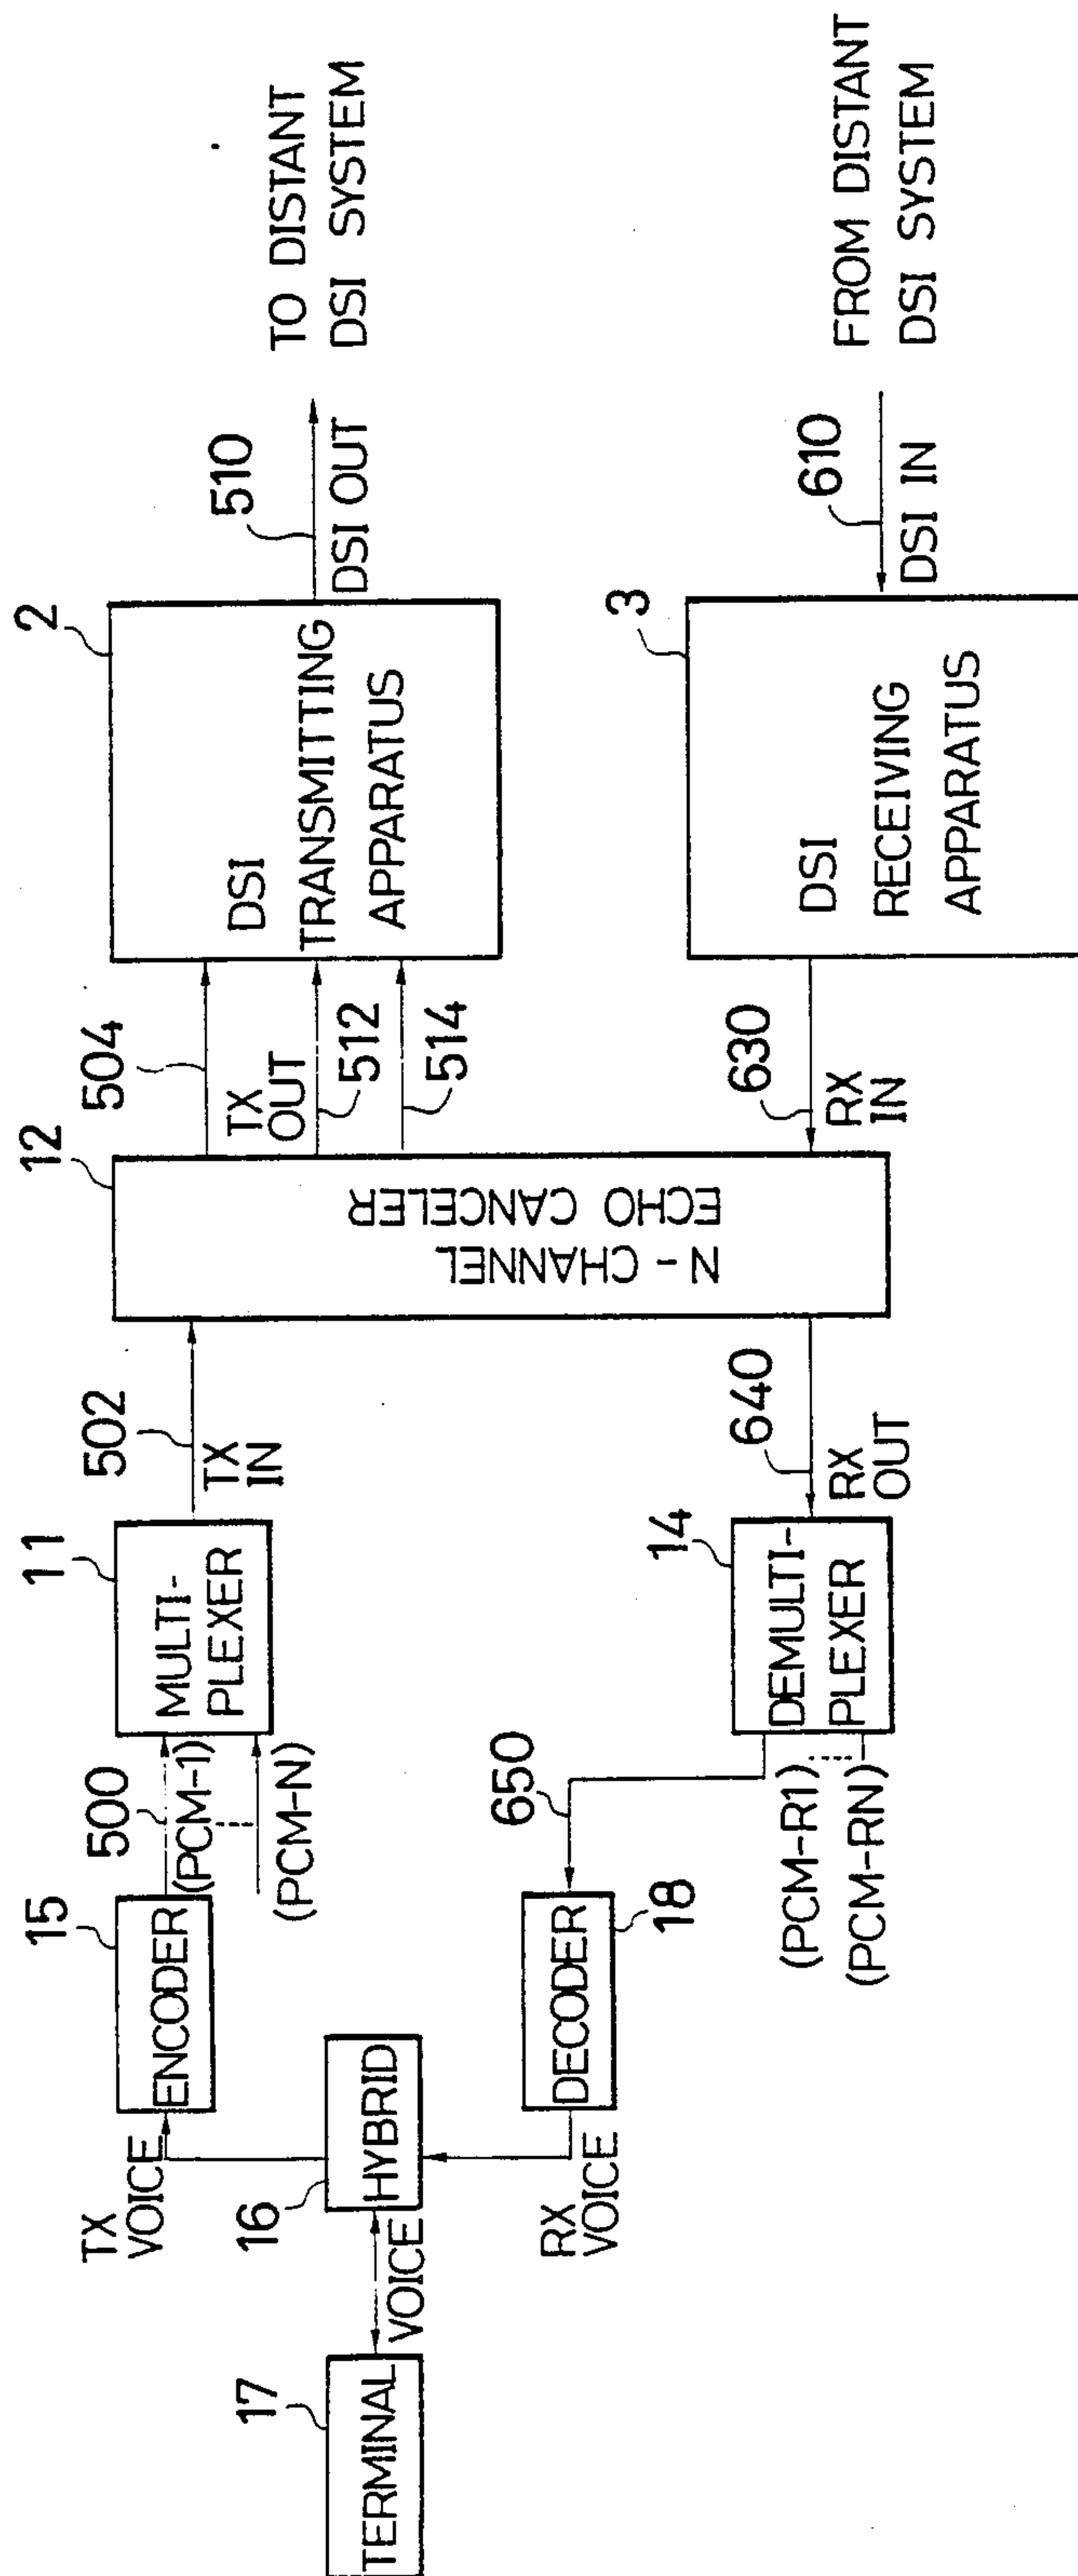 17
TERMINAL
VOICE
16
HYBRID
TX
VOICE
15
ENCODER
500
(PCM-1)
(PCM-N)
11
MULTI-
PLEXER
502
TX
IN
12
N-CHANNEL
ECHO CANCELER
504
TX
OUT
512
514
2
DSI
TRANSMITTING
APPARATUS
510
DSI OUT
TO DISTANT
DSI SYSTEM
RX
VOICE
DECODER
18
650
(PCM-R1)
(PCM-RN)
14
DEMULTI-
PLEXER
640
RX
OUT
630
RX
IN
3
DSI
RECEIVING
APPARATUS
610
DSI IN
FROM DISTANT
DSI SYSTEM